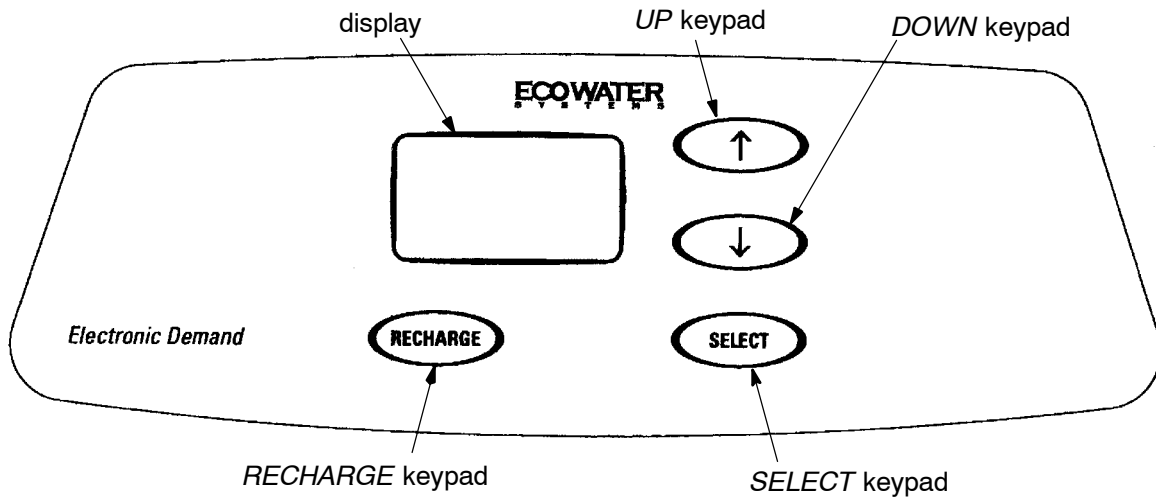 display
UP keypad
DOWN keypad
ECOWATER
SYSTEMS
↑
↓
Electronic Demand
RECHARGE
SELECT
RECHARGE keypad
SELECT keypad